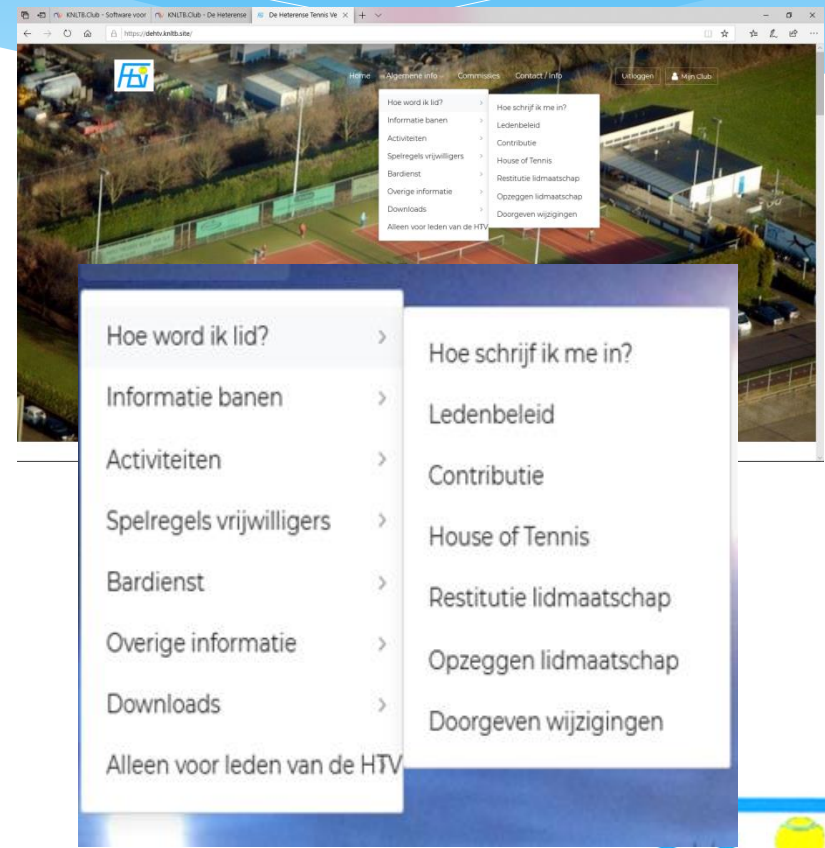 KNLTB.Club - Software voor
KNLTB.Club - De Heterense
De Heterense Tennis Ve
https://dehtv.knltb.site/
Home
Algemene info
Commissies
Contact / Info
Uitloggen
Mijn Club
Hoe word ik lid?
Informatie banen
Activiteiten
Spelregels vrijwilligers
Bardienst
Overige informatie
Downloads
Alleen voor leden van de HTV
Hoe schrijf ik me in?
Ledenbeleid
Contributie
House of Tennis
Restitutie lidmaatschap
Opzeggen lidmaatschap
Doorgeven wijzigingen
Hoe word ik lid?
Informatie banen
Activiteiten
Spelregels vrijwilligers
Bardienst
Overige informatie
Downloads
Alleen voor leden van de HTV
Hoe schrijf ik me in?
Ledenbeleid
Contributie
House of Tennis
Restitutie lidmaatschap
Opzeggen lidmaatschap
Doorgeven wijzigingen